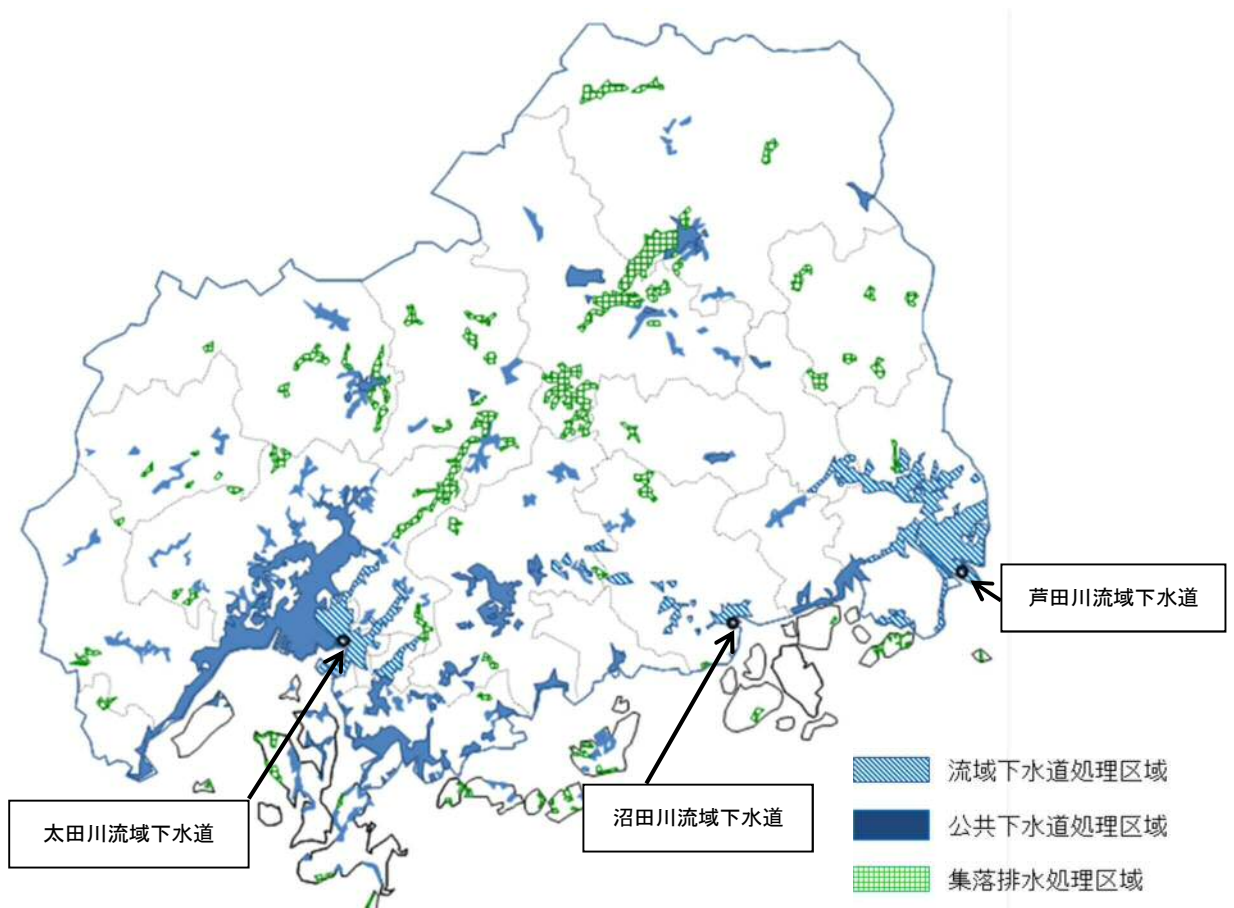 芦田川流域下水道
沼田川流域下水道
太田川流域下水道
流域下水道処理区域
公共下水道処理区域
集落排水処理区域